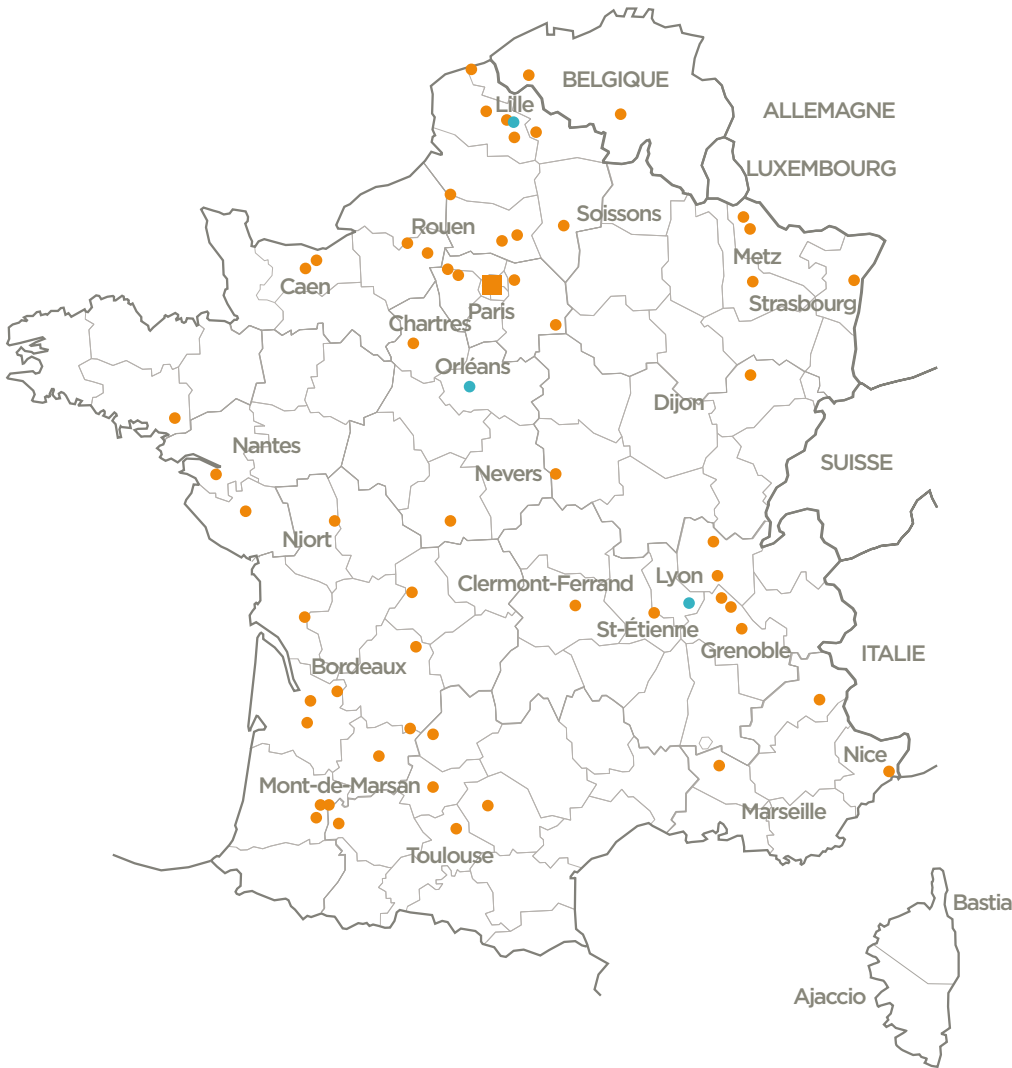 BELGIQUE
Lille
ALLEMAGNE
LUXEMBOURG
Soissons
Rouen
Metz
Caen
Strasbourg
Paris
Chartres
Orléans
Dijon
Nantes
SUISSE
Nevers
Niort
Lyon
Clermont-Ferrand
St-Étienne
Grenoble
ITALIE
Bordeaux
Nice
Mont-de-Marsan
Marseille
Toulouse
Bastia
Ajaccio